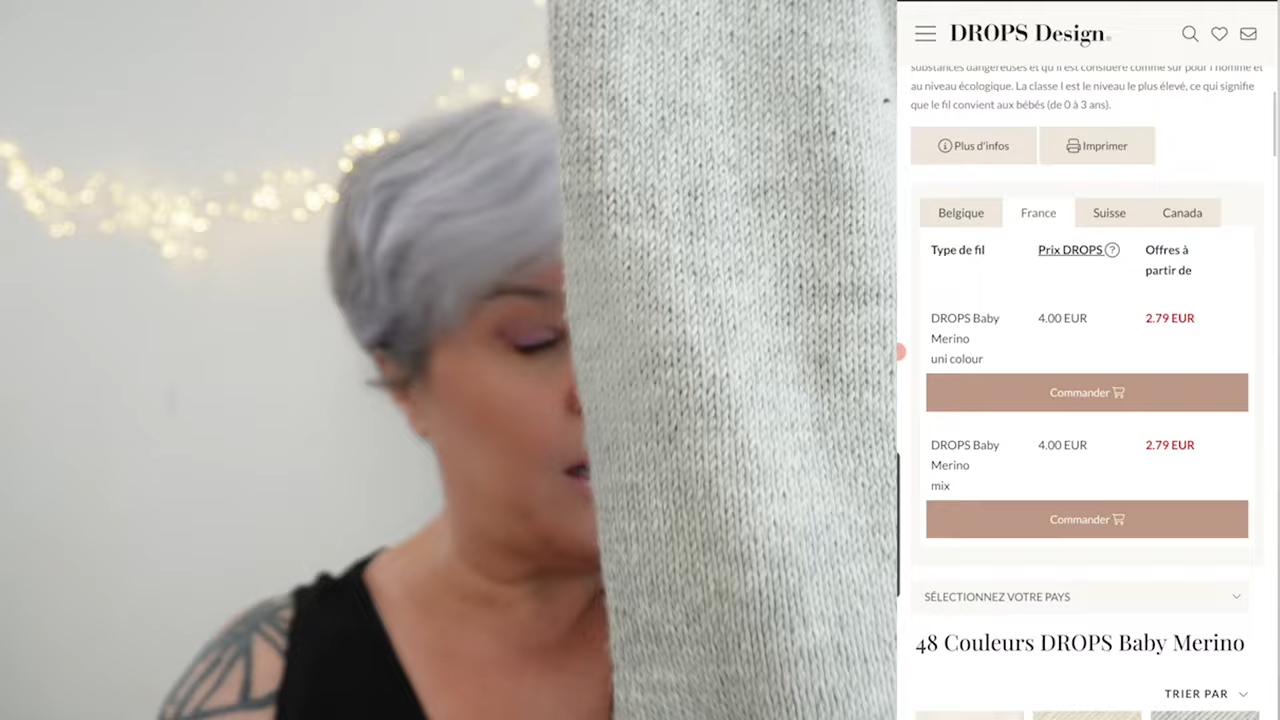 DROPS Design®
substances dangereuses et qu'il est considéré comme sûr pour l'homme et
au niveau écologique. La classe I est le niveau le plus élevé, ce qui signifie
que le fil convient aux bébés (de 0 à 3 ans).
Plus d'infos
Imprimer
Belgique France Suisse Canada
Type de fil Prix DROPS ? Offres à
partir de
DROPS Baby 4.00 EUR 2.79 EUR
Merino
uni colour
Commander
DROPS Baby 4.00 EUR 2.79 EUR
Merino
mix
Commander
SÉLECTIONNEZ VOTRE PAYS
48 Couleurs DROPS Baby Merino
TRIER PAR